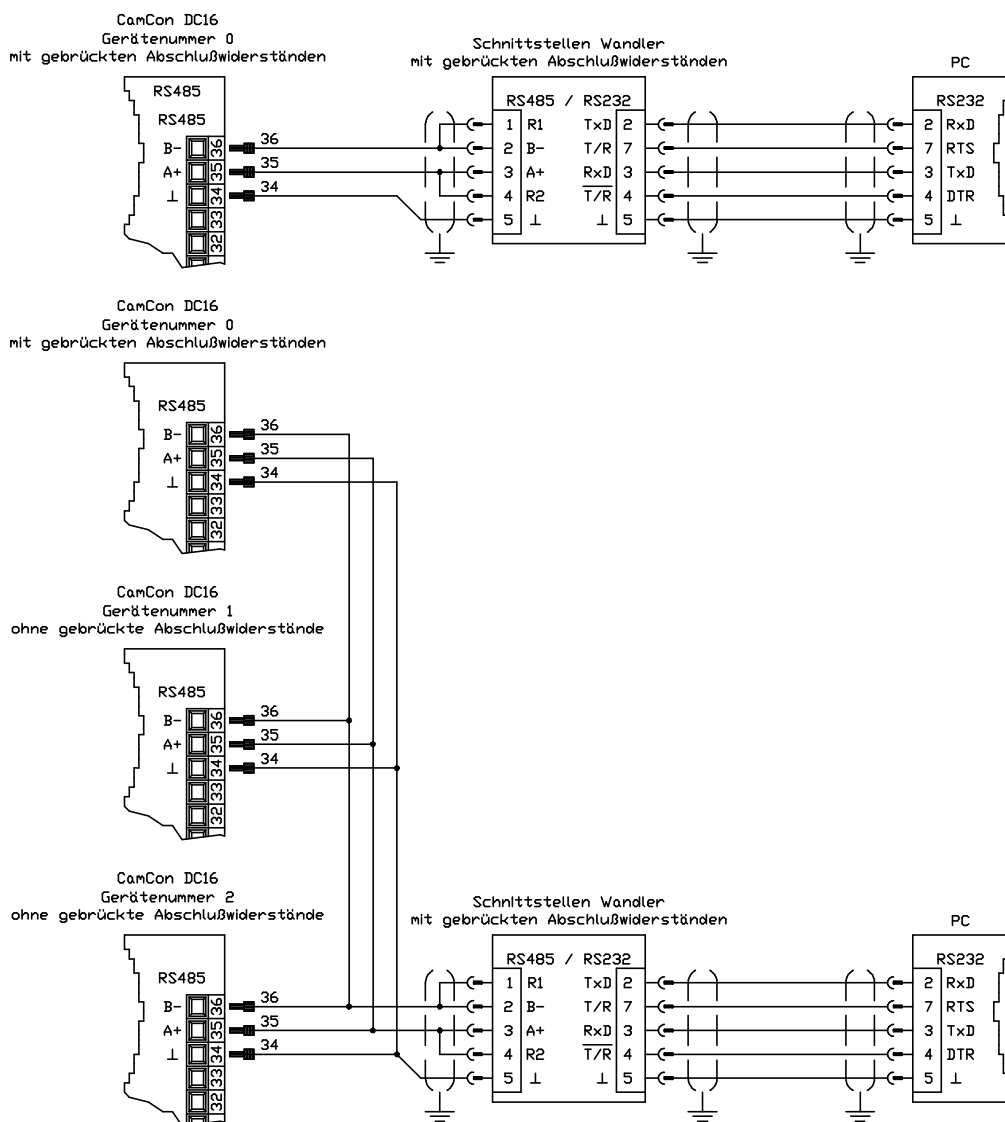 CamCon DC16
Gerätenummer 0
mit gebrückten Abschlußwiderständen
RS485
RS485
B- 36 36
A+ 35 35
⊥ 34 34
33
32
Schnittstellen Wandler
mit gebrückten Abschlußwiderständen
RS485 / RS232
1 R1 TxD 2
2 B- T/R 7
3 A+ RxD 3
4 R2 T̅/̅R̅ 4
5 ⊥ ⊥ 5
PC
RS232
2 RxD
7 RTS
3 TxD
4 DTR
5 ⊥
CamCon DC16
Gerätenummer 0
mit gebrückten Abschlußwiderständen
RS485
B- 36 36
A+ 35 35
⊥ 34 34
33
32
CamCon DC16
Gerätenummer 1
ohne gebrückte Abschlußwiderstände
RS485
B- 36 36
A+ 35 35
⊥ 34 34
33
32
CamCon DC16
Gerätenummer 2
ohne gebrückte Abschlußwiderstände
RS485
B- 36 36
A+ 35 35
⊥ 34 34
33
32
Schnittstellen Wandler
mit gebrückten Abschlußwiderständen
RS485 / RS232
1 R1 TxD 2
2 B- T/R 7
3 A+ RxD 3
4 R2 T̅/̅R̅ 4
5 ⊥ ⊥ 5
PC
RS232
2 RxD
7 RTS
3 TxD
4 DTR
5 ⊥